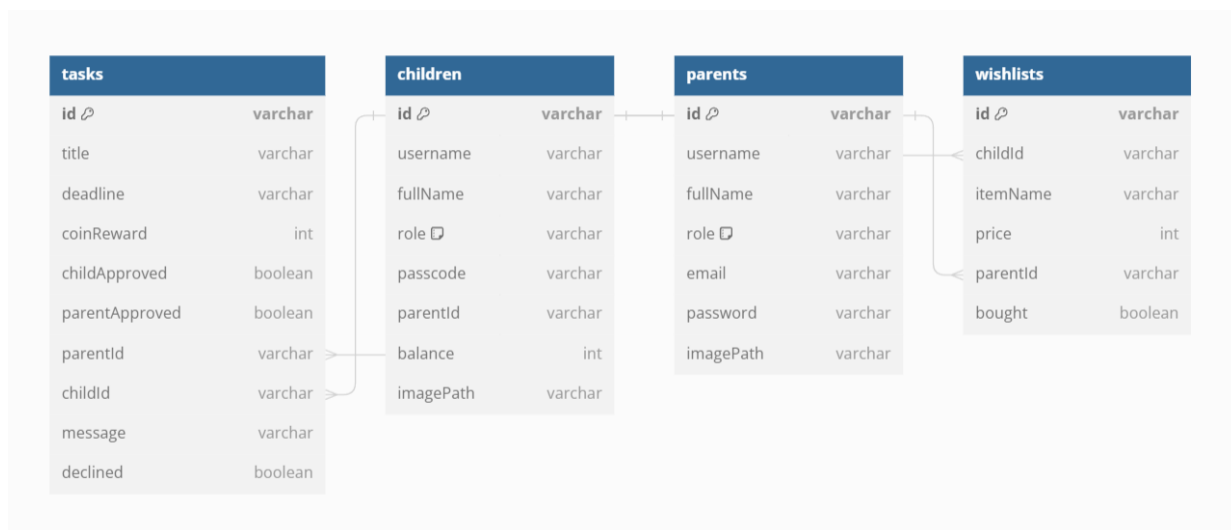 tasks
id varchar
title varchar
deadline varchar
coinReward int
childApproved boolean
parentApproved boolean
parentId varchar
childId varchar
message varchar
declined boolean
children
id varchar
username varchar
fullName varchar
role varchar
passcode varchar
parentId varchar
balance int
imagePath varchar
parents
id varchar
username varchar
fullName varchar
role varchar
email varchar
password varchar
imagePath varchar
wishlists
id varchar
childId varchar
itemName varchar
price int
parentId varchar
bought boolean